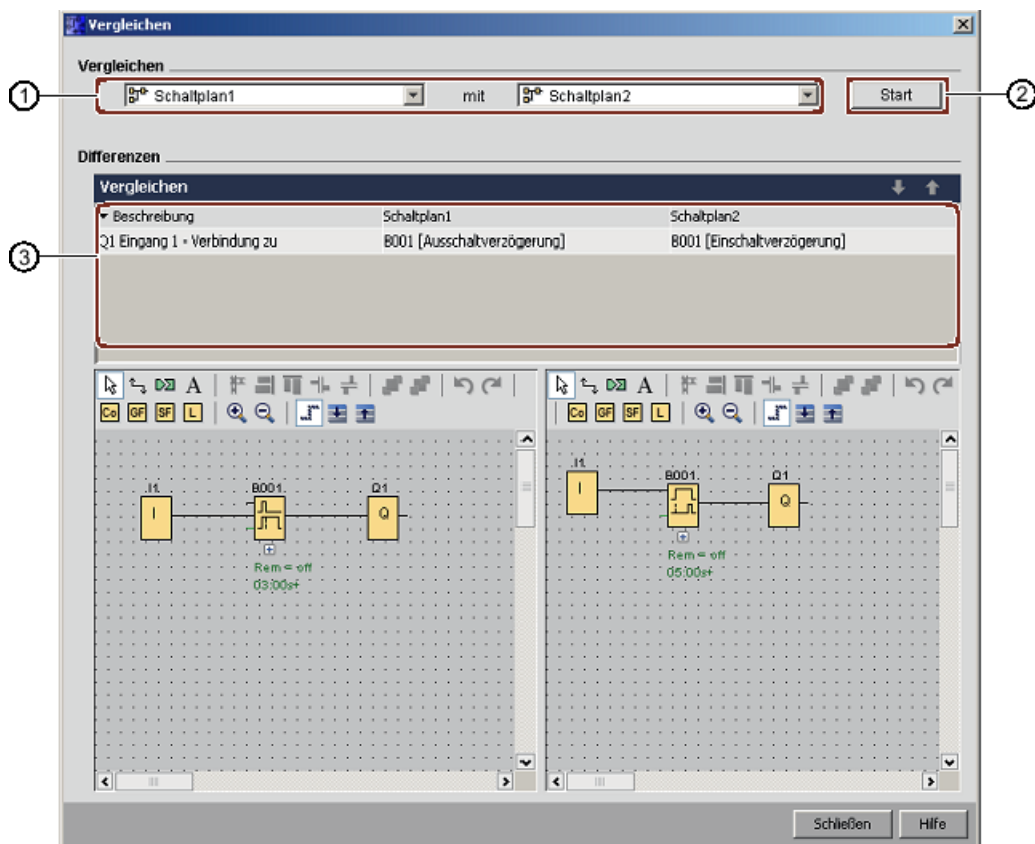 Vergleichen
Vergleichen
1
Schaltplan1 mit Schaltplan2 Start
2
Differenzen
Vergleichen
Beschreibung Schaltplan1 Schaltplan2
Q1 Eingang 1 - Verbindung zu B001 [Ausschaltverzögerung] B001 [Einschaltverzögerung]
3
A A
Co GF SF L Co GF SF L
I1 B001 Q1
I Q
Rem = off
03:00s+
I1 B001 Q1
I Q
Rem = off
05:00s+
Schließen Hilfe